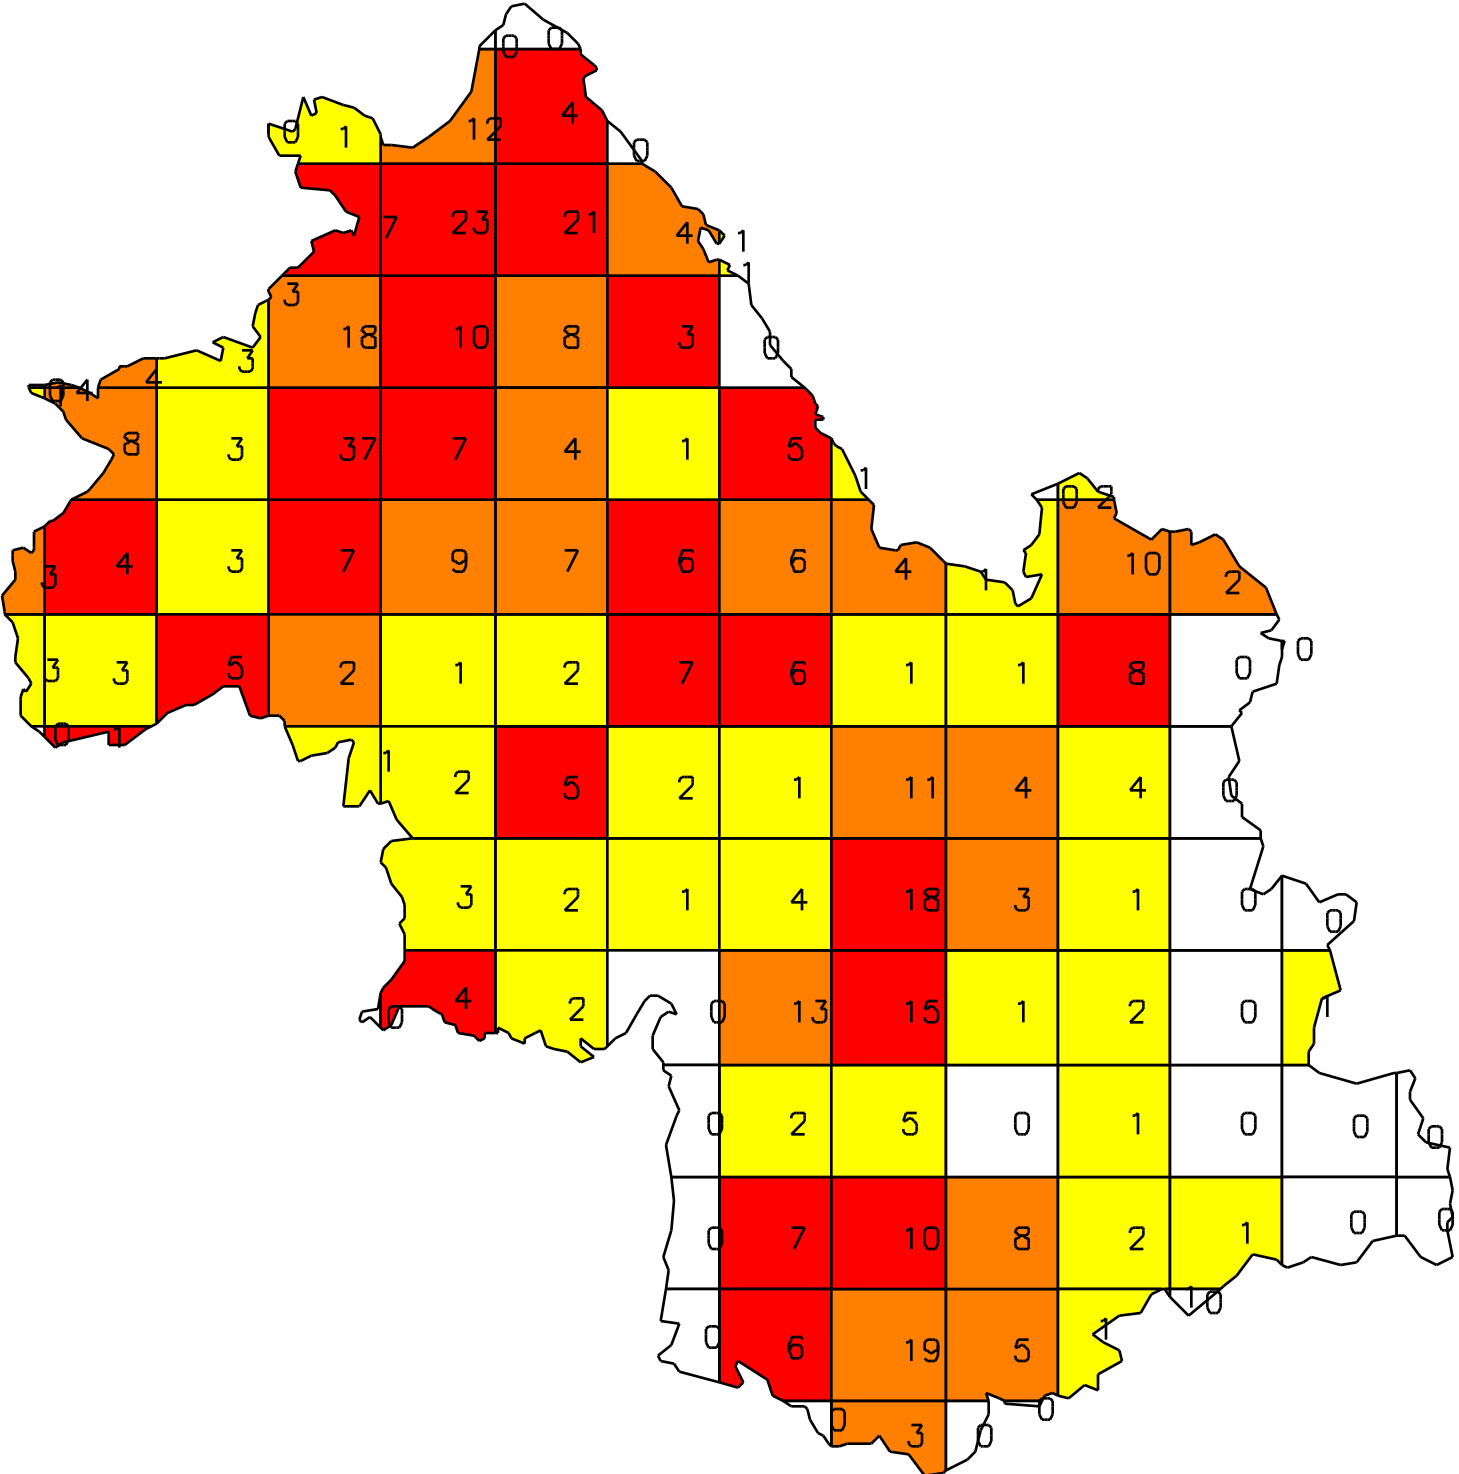 0 0
0 1 12 4 0
7 23 21 4 1
1
3 18 10 8 3 0
3
4
0 4
8 3 37 7 4 1 5 1
0 2
3 4 3 7 9 7 6 6 4 1 10 2
3 3 5 2 1 2 7 6 1 1 8 0 0
0 1
1 2 5 2 1 11 4 4 0
3 2 1 4 18 3 1 0 0
4 2 0 13 15 1 2 0 1
0
0 2 5 0 1 0 0 0
0 7 10 8 2 1 0 0
1 0
0 6 19 5 1
0 3 0 0